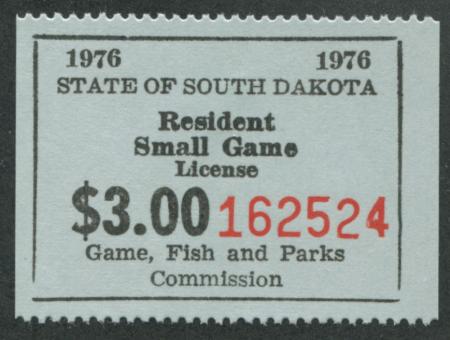 1976 1976
STATE OF SOUTH DAKOTA
Resident
Small Game
License
$3.00 162524
Game, Fish and Parks
Commission